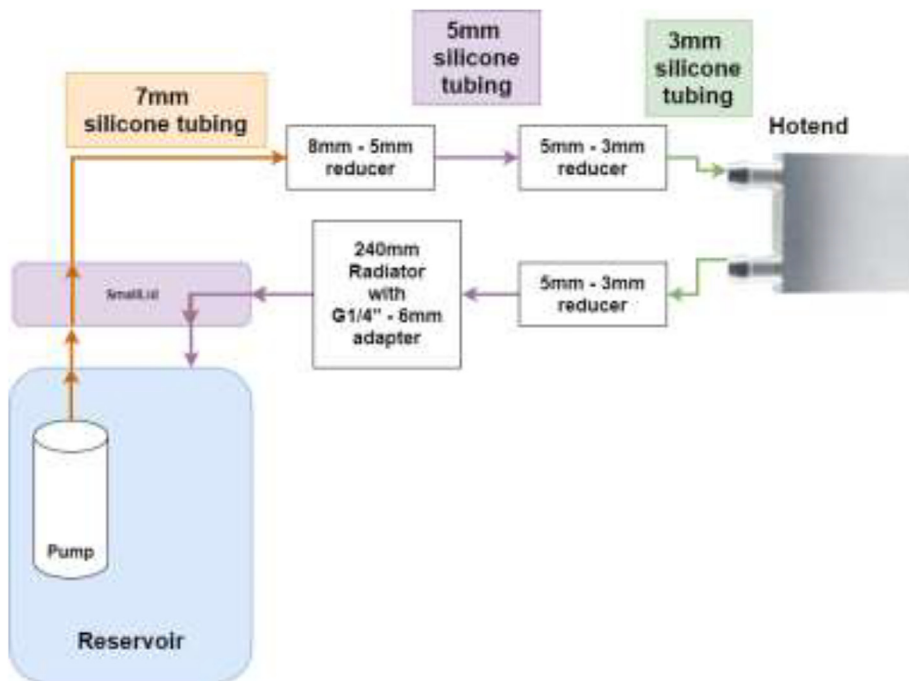 5mm
silicone
tubing
3mm
silicone
tubing
7mm
silicone tubing
Hotend
8mm - 5mm
reducer
5mm - 3mm
reducer
240mm
Radiator
with
G1/4" - 6mm
adapter
5mm - 3mm
reducer
SmallLid
Pump
Reservoir